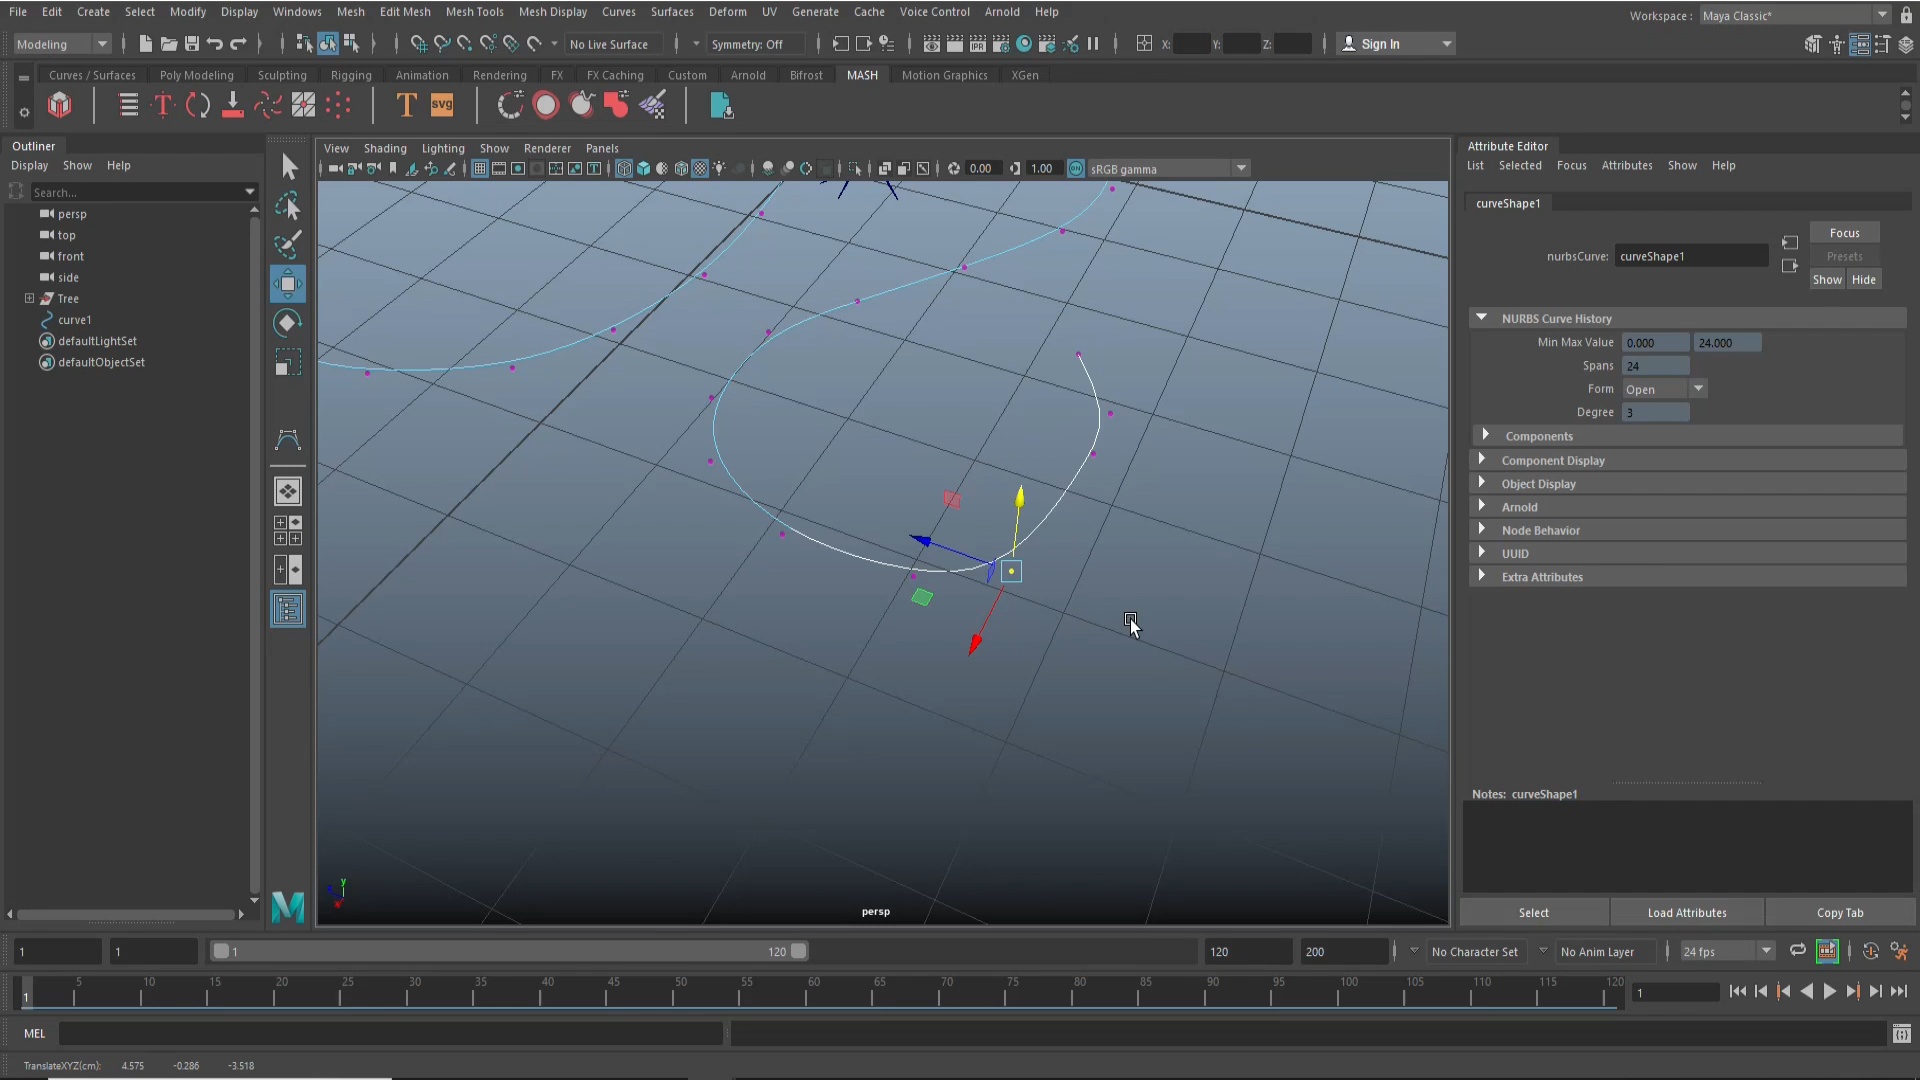 File Edit Create Select Modify Display Windows Mesh Edit Mesh Mesh Tools Mesh Display Curves Surfaces Deform UV Generate Cache Voice Control Arnold Help
Workspace : Maya Classic*
Modeling No Live Surface Symmetry: Off X: Y: Z: Sign In
Curves / Surfaces Poly Modeling Sculpting Rigging Animation Rendering FX FX Caching Custom Arnold Bifrost MASH Motion Graphics XGen
T T svg
Outliner
Display Show Help
Search...
persp
top
front
side
Tree
curve1
defaultLightSet
defaultObjectSet
View Shading Lighting Show Renderer Panels
0.00 1.00 sRGB gamma
y
persp
Attribute Editor
List Selected Focus Attributes Show Help
curveShape1
nurbsCurve: curveShape1
Focus
Presets
Show Hide
NURBS Curve History
Min Max Value 0.000 24.000
Spans 24
Form Open
Degree 3
Components
Component Display
Object Display
Arnold
Node Behavior
UUID
Extra Attributes
Notes: curveShape1
Select Load Attributes Copy Tab
1 1 1 120 120 200 No Character Set No Anim Layer 24 fps
5 10 15 20 25 30 35 40 45 50 55 60 65 70 75 80 85 90 95 100 105 110 115 120
1 1
MEL
TranslateXYZ(cm): 4.575 -0.286 -3.518